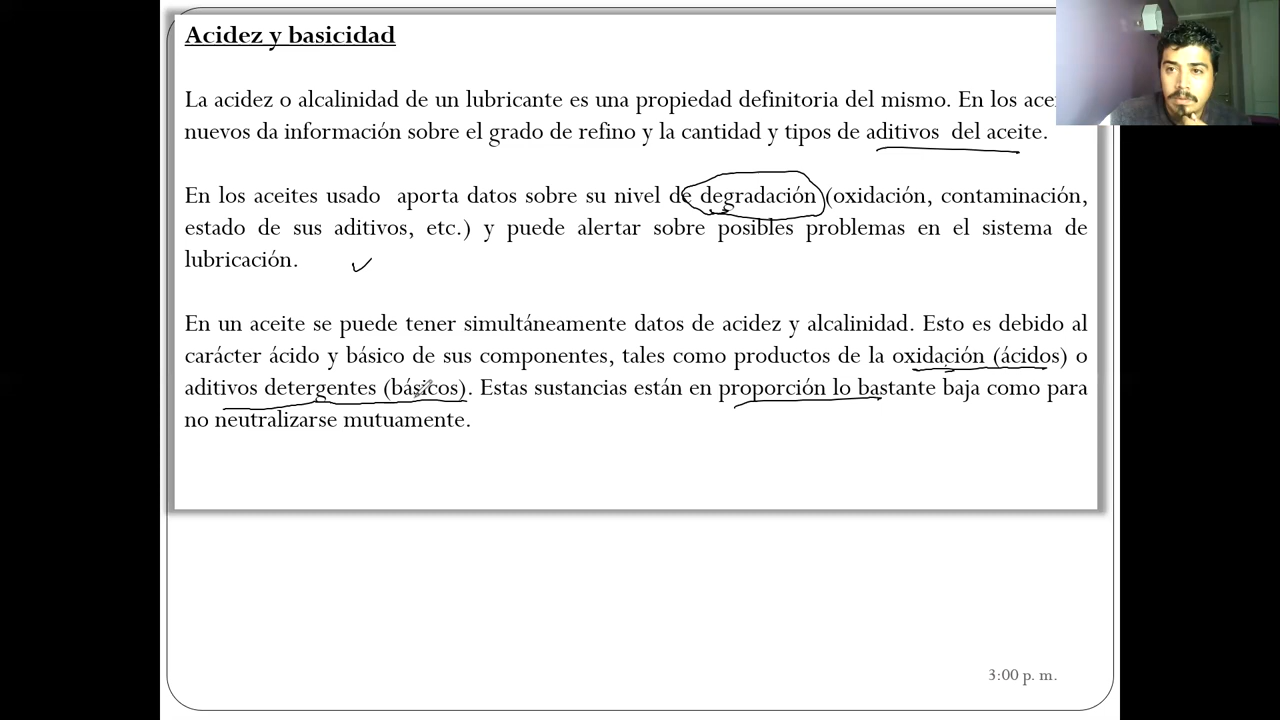 Acidez y basicidad
La acidez o alcalinidad de un lubricante es una propiedad definitoria del mismo. En los
nuevos da información sobre el grado de refino y la cantidad y tipos de aditivos del aceite.
En los aceites usado aporta datos sobre su nivel de degradación (oxidación, contaminación,
estado de sus aditivos, etc.) y puede alertar sobre posibles problemas en el sistema de
lubricación.
En un aceite se puede tener simultáneamente datos de acidez y alcalinidad. Esto es debido al
carácter ácido y básico de sus componentes, tales como productos de la oxidación (ácidos) o
aditivos detergentes (básicos). Estas sustancias están en proporción lo bastante baja como para
no neutralizarse mutuamente.
3:00 p. m.